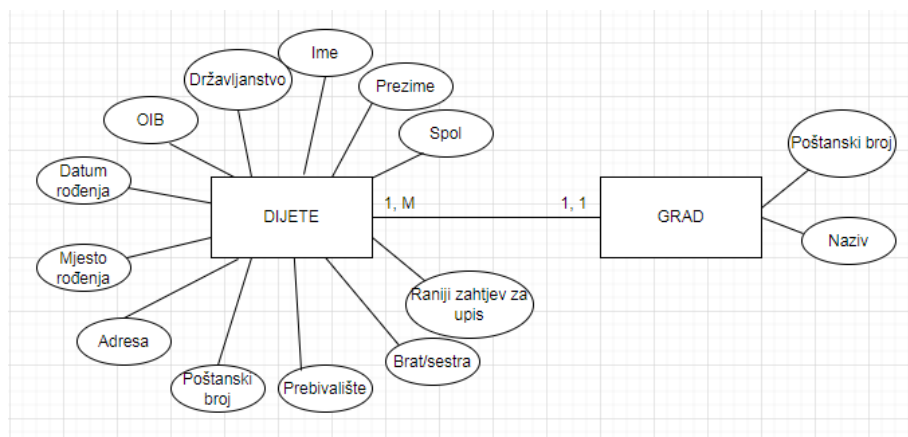 Ime
Državljanstvo
Prezime
OIB
Spol
Poštanski broj
Datum
rođenja
DIJETE
1, M
1, 1
GRAD
Naziv
Mjesto
rođenja
Raniji zahtjev za
upis
Adresa
Brat/sestra
Poštanski
broj
Prebivalište